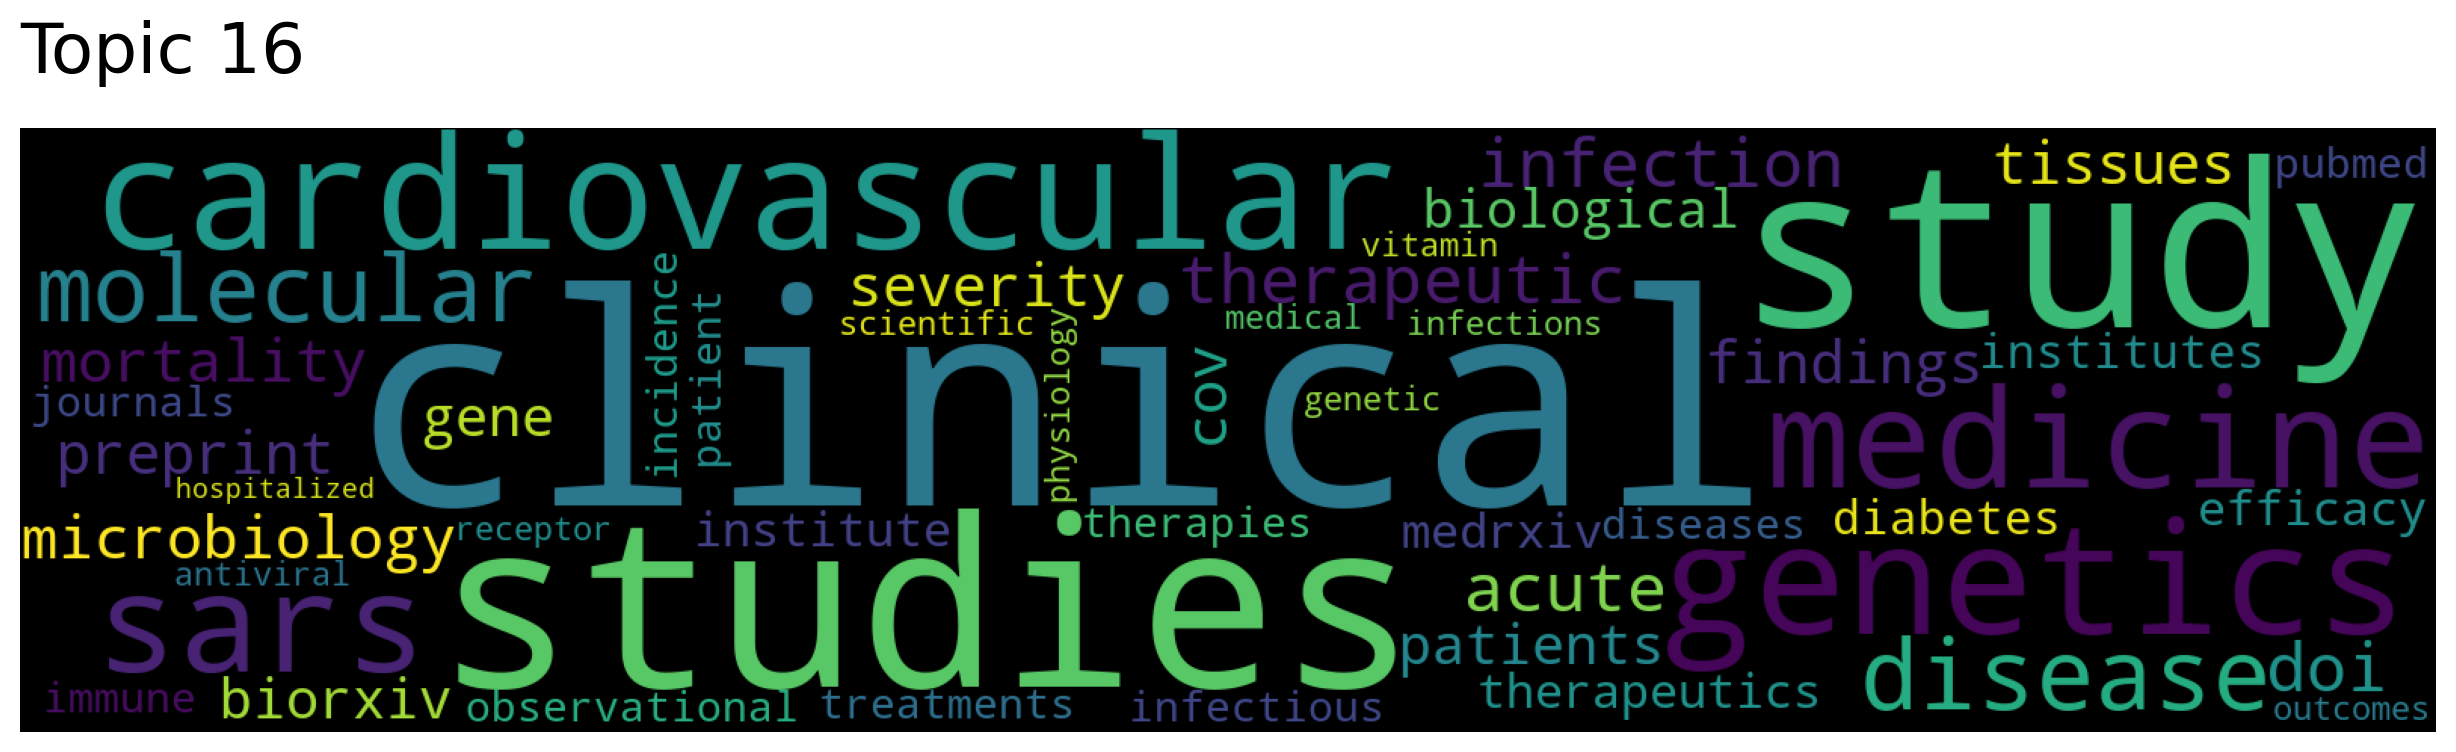 Topic 16
cardiovascular
infection
tissues
pubmed
study
biological
vitamin
molecular
incidence
patient
severity
therapeutic
scientific
medical
infections
clinical
physiology
cov
genetic
mortality
findings
institutes
journals
gene
medicine
preprint
hospitalized
microbiology
receptor
institute
therapies
medrxiv
diseases
diabetes
efficacy
antiviral
sars
studies
acute
genetics
patients
disease
doi
immune
biorxiv
observational
treatments
infectious
therapeutics
outcomes